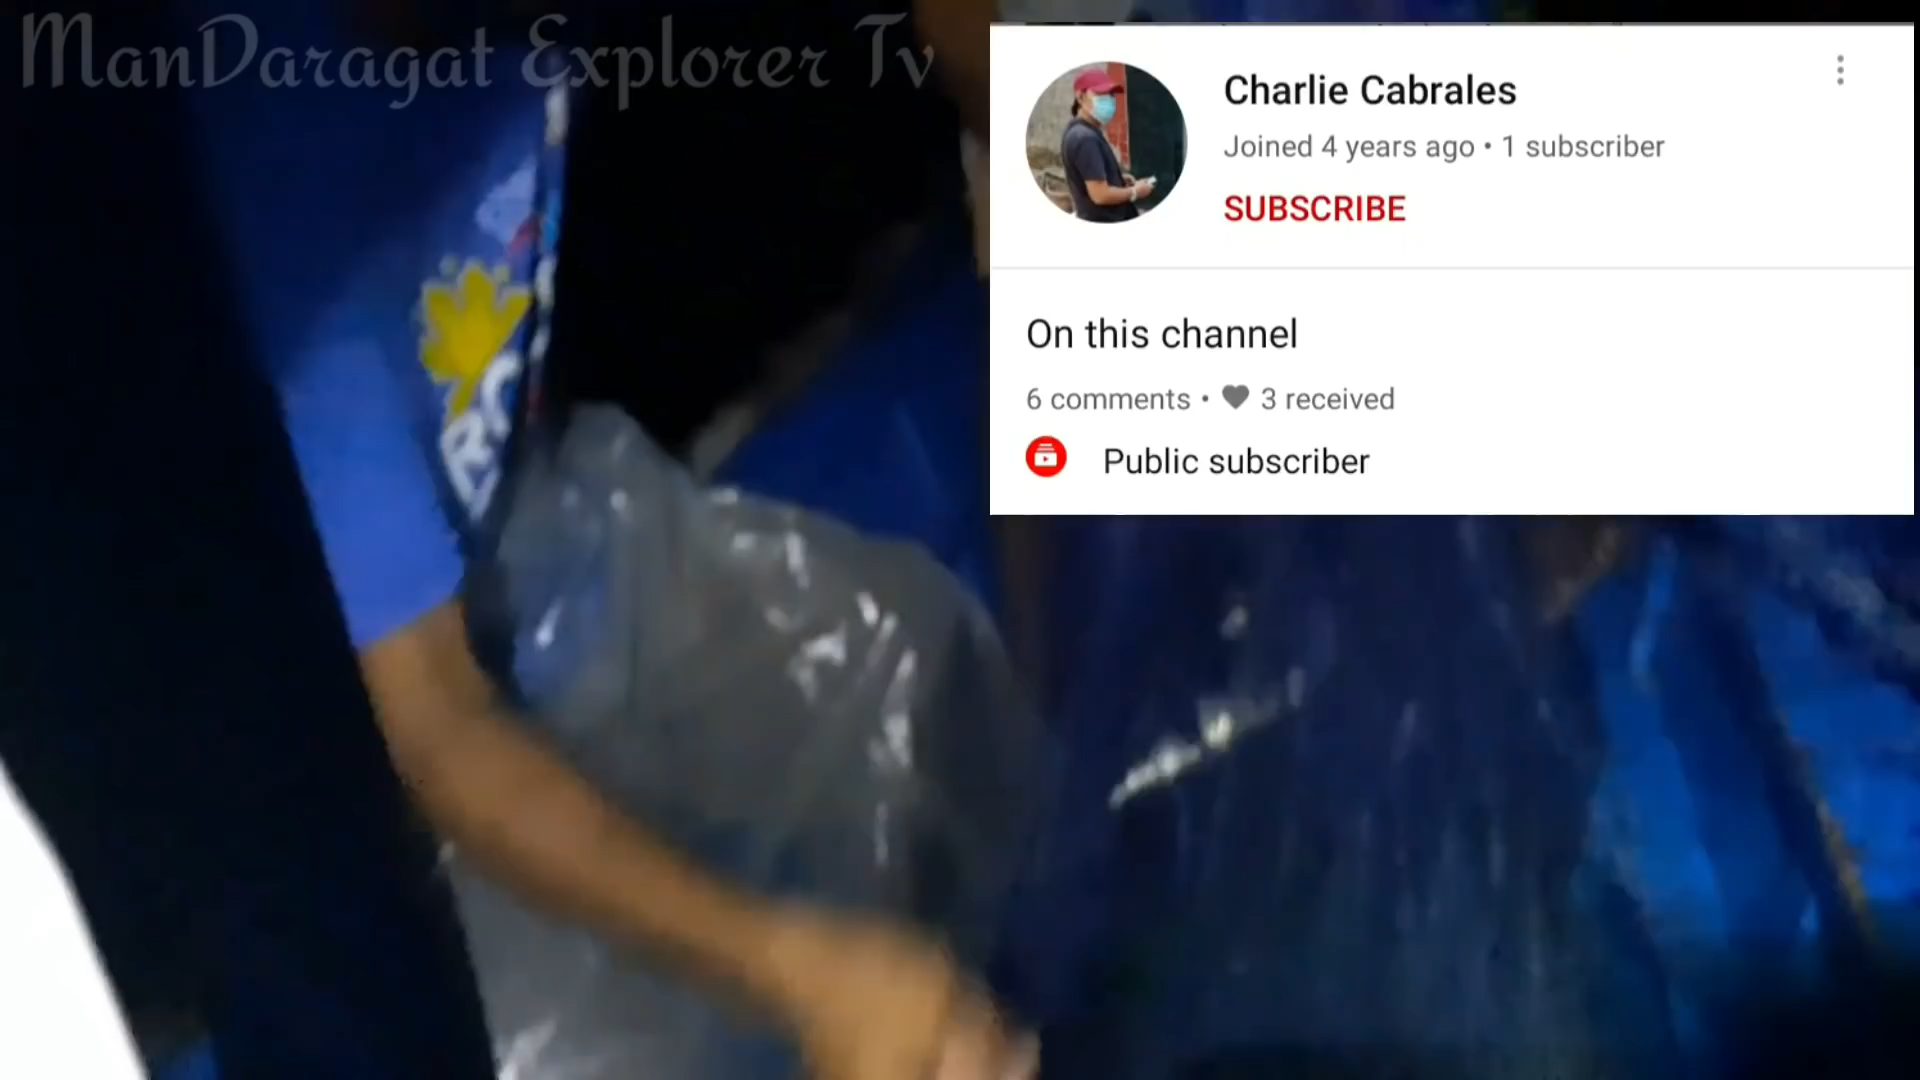 ManDaragat Explorer Tv
Charlie Cabrales
Joined 4 years ago • 1 subscriber
SUBSCRIBE
On this channel
6 comments • 3 received
Public subscriber